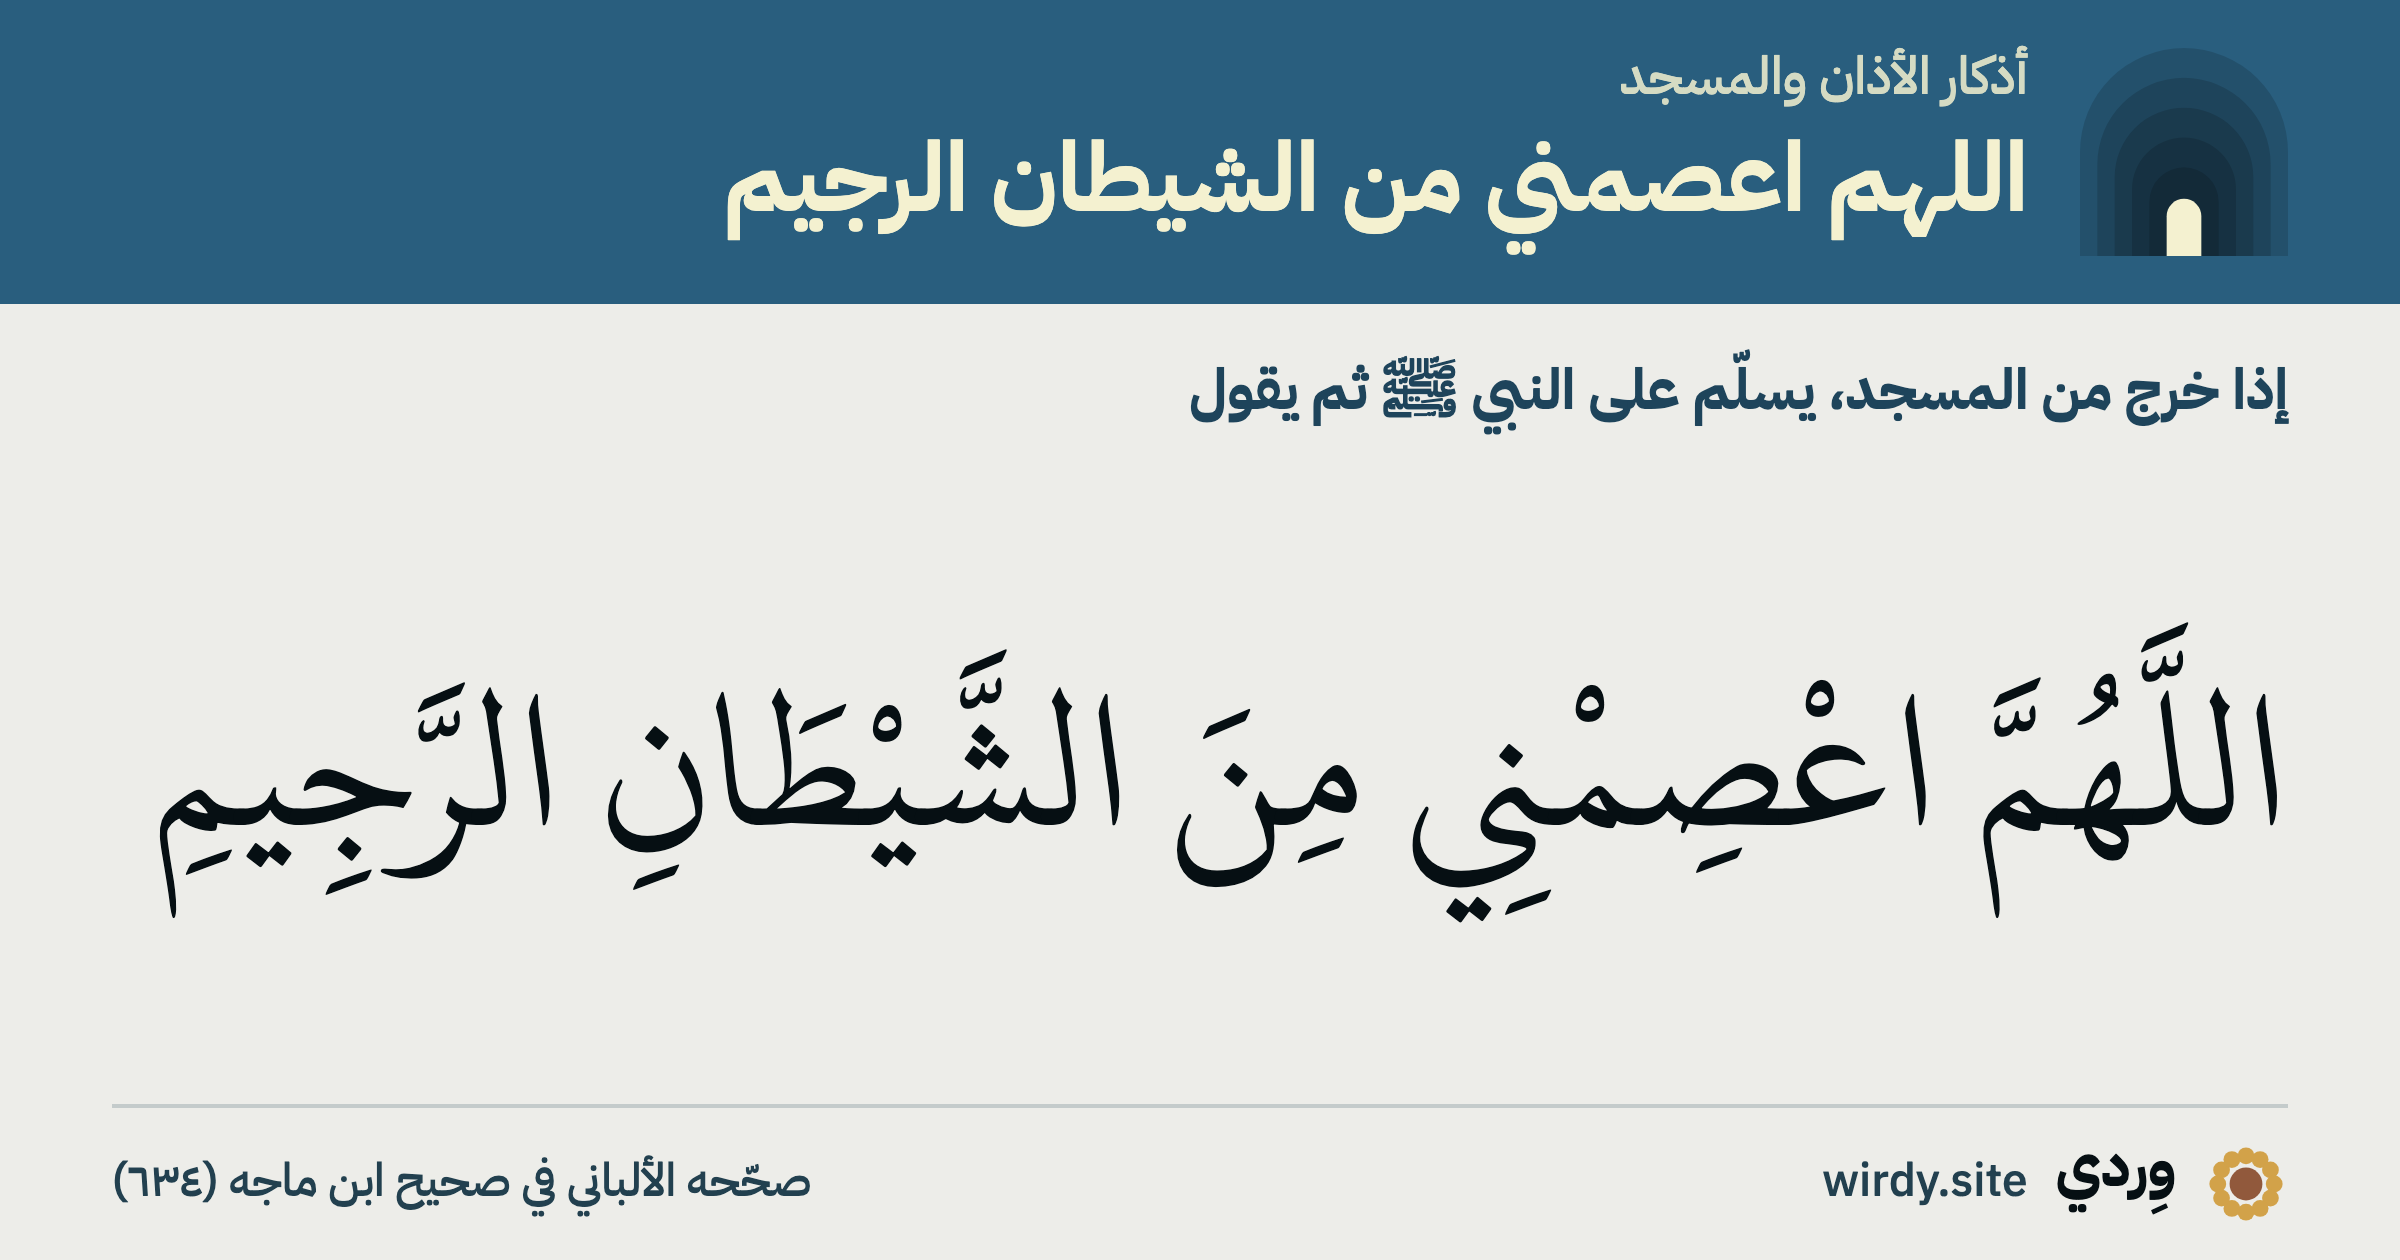 أذكار الأذان والمسجد
اللهم اعصمني من الشيطان الرجيم
إذا خرج من المسجد، يسلّم على النبي ﷺ ثم يقول
اللَّهُمَّ اعْصِمْنِي مِنَ الشَّيْطَانِ الرَّجِيمِ
وِردي wirdy.site
صحّحه الألباني في صحيح ابن ماجه (٦٣٤)